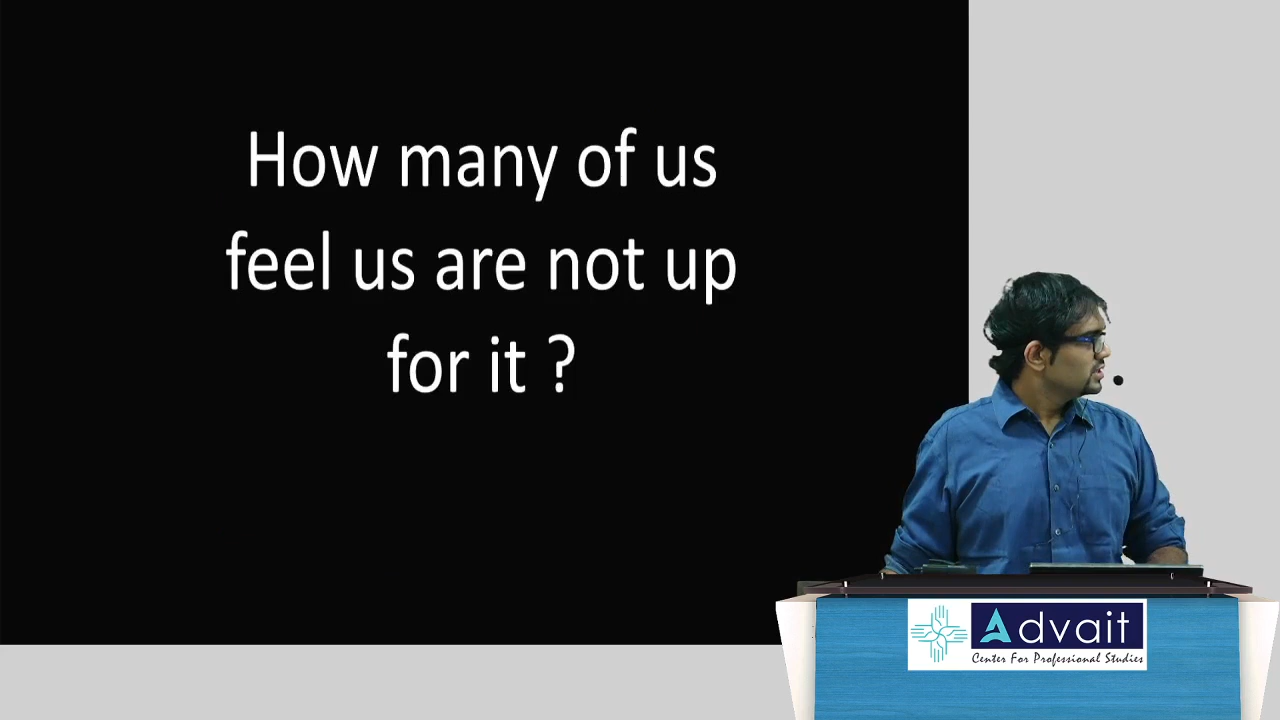 How many of us
feel us are not up
for it ?
Advait
Center For Professional Studies